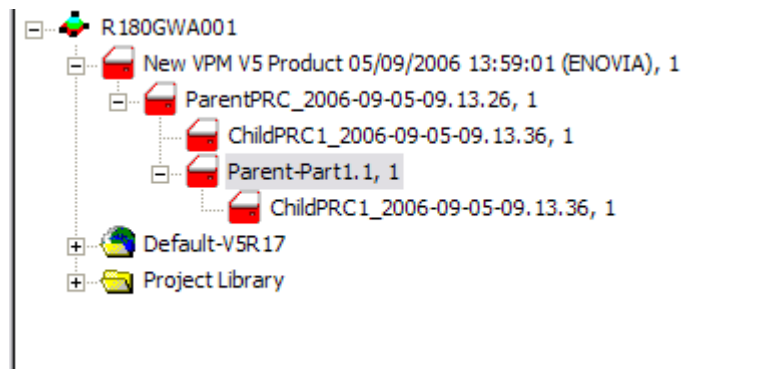 R180GWA001
New VPM V5 Product 05/09/2006 13:59:01 (ENOVIA), 1
ParentPRC_2006-09-05-09.13.26, 1
ChildPRC1_2006-09-05-09.13.36, 1
Parent-Part1.1, 1
ChildPRC1_2006-09-05-09.13.36, 1
Default-V5R17
Project Library